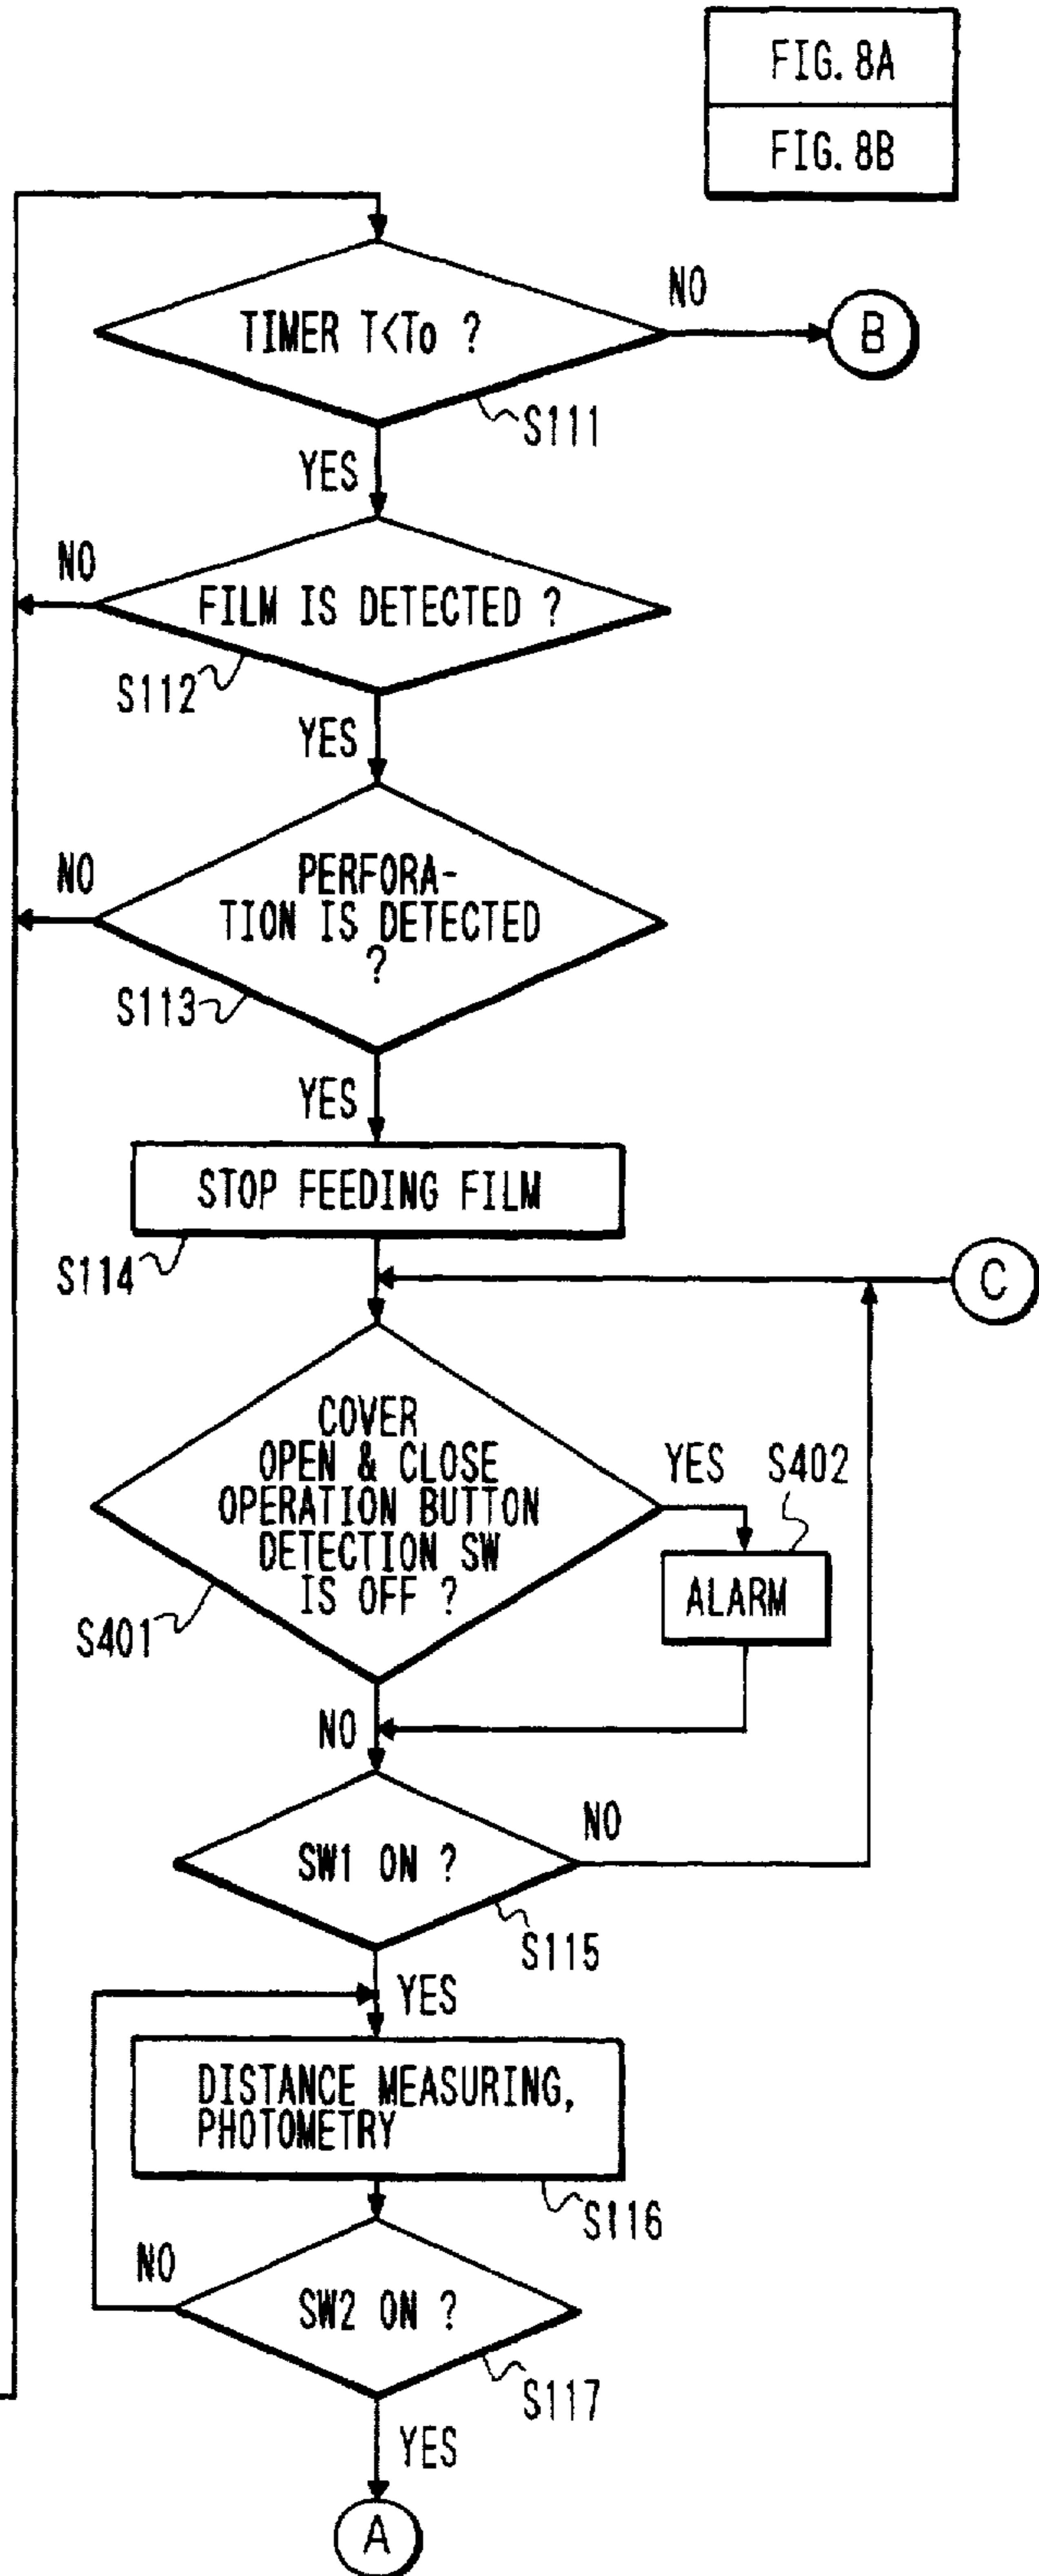 FIG. 8A
FIG. 8B
TIMER T<To ?
NO
B
S111
YES
NO
FILM IS DETECTED ?
S112
YES
NO
PERFORA-
TION IS DETECTED
?
S113
YES
STOP FEEDING FILM
S114
C
COVER
OPEN & CLOSE
OPERATION BUTTON
DETECTION SW
IS OFF ?
YES
S402
ALARM
S401
NO
SW1 ON ?
NO
S115
YES
DISTANCE MEASURING,
PHOTOMETRY
S116
NO
SW2 ON ?
S117
YES
A